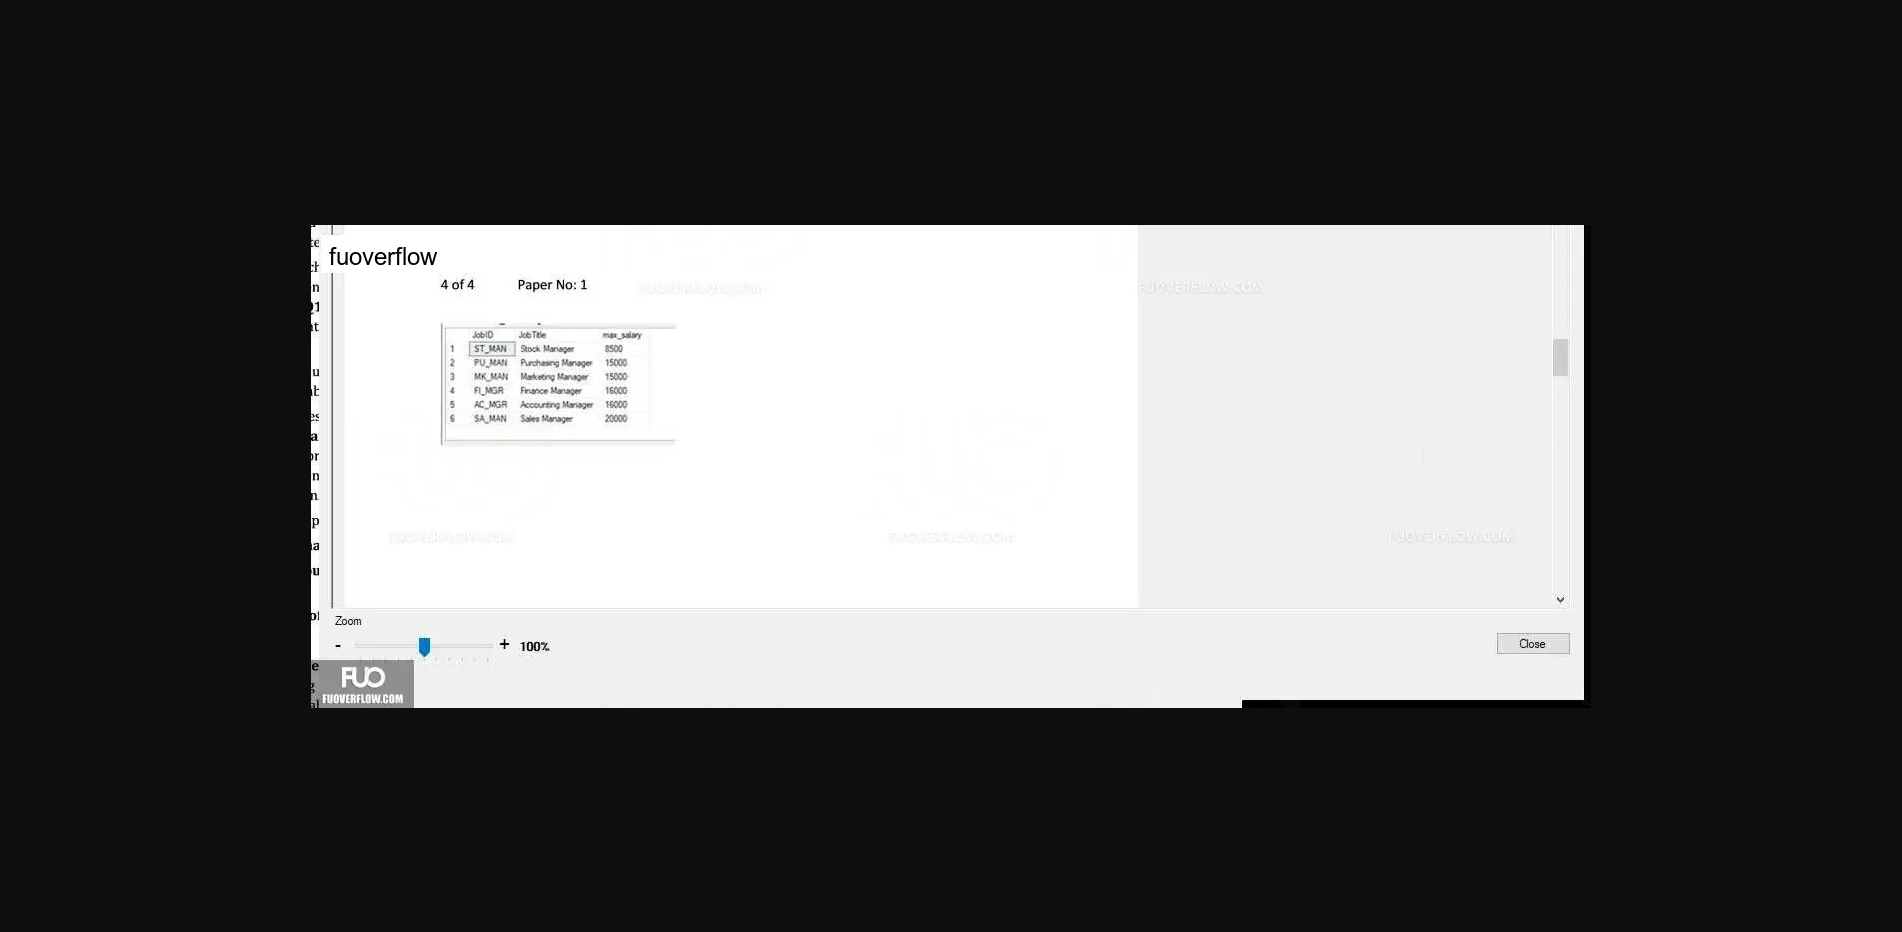 fuoverflow
4 of 4 Paper No: 1
FUOVERFLOW.COM FUOVERFLOW.COM
JobID JobTitle max_salary
1 ST_MAN Stock Manager 8500
2 PU_MAN Purchasing Manager 15000
3 MK_MAN Marketing Manager 15000
4 FI_MGR Finance Manager 16000
5 AC_MGR Accounting Manager 16000
6 SA_MAN Sales Manager 20000
FUOVERFLOW.COM FUOVERFLOW.COM FUOVERFLOW.COM
Zoom
- + 100%
Close
FUO
FUOVERFLOW.COM